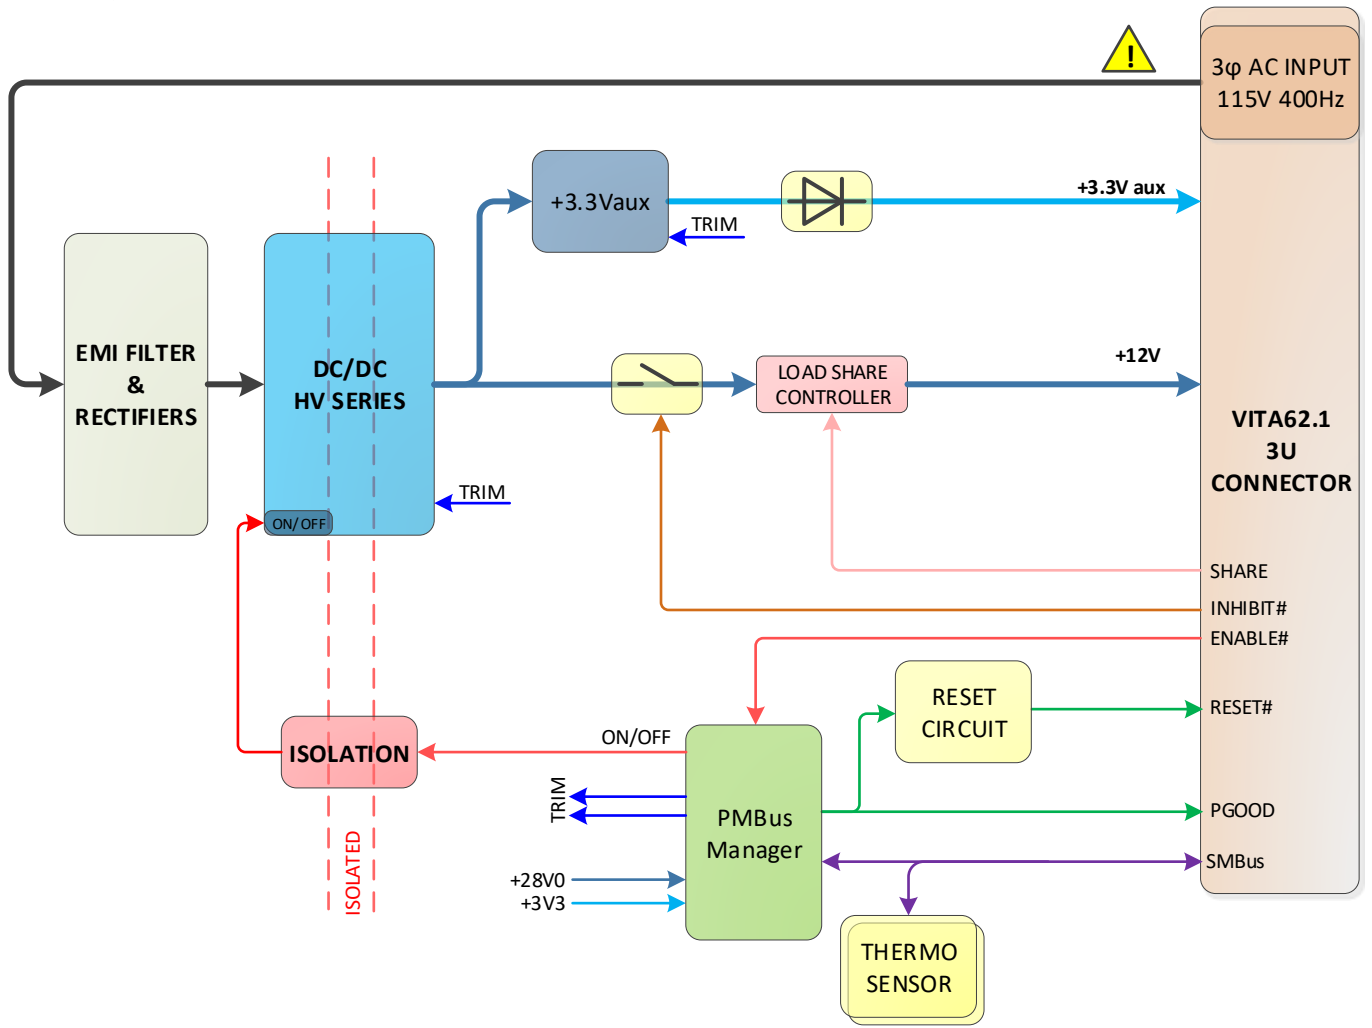 !
3φ AC INPUT
115V 400Hz
+3.3Vaux
TRIM
+3.3V aux
EMI FILTER
&
RECTIFIERS
DC/DC
HV SERIES
ON/OFF
TRIM
LOAD SHARE
CONTROLLER
+12V
VITA62.1
3U
CONNECTOR
SHARE
INHIBIT#
ENABLE#
RESET#
PGOOD
SMBus
RESET
CIRCUIT
ISOLATION
ON/OFF
TRIM
PMBus
Manager
+28V0
+3V3
ISOLATED
THERMO
SENSOR